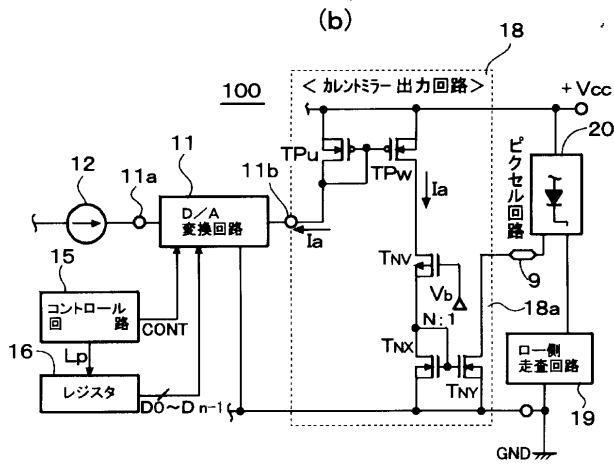 (b)
18
<カレントミラー出力回路>
100
+Vcc
20
TPu
TPw
ピクセル回路
12
11a
11
11b
D/A
変換回路
Ia
Ia
15
コントロール
回 路
CONT
TNV
Vb
9
18a
N:1
16
Lp
レジスタ
D0~Dn-1
TNX
TNY
ロー側
走査回路
19
GND